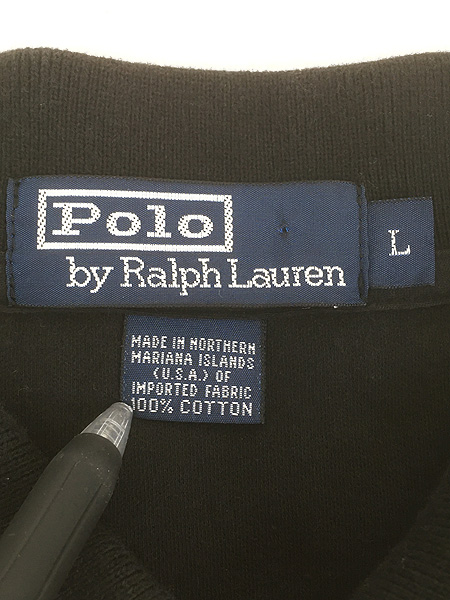 Polo
by Ralph Lauren
L
MADE IN NORTHERN
MARIANA ISLANDS
(U.S.A.) OF
IMPORTED FABRIC
100% COTTON